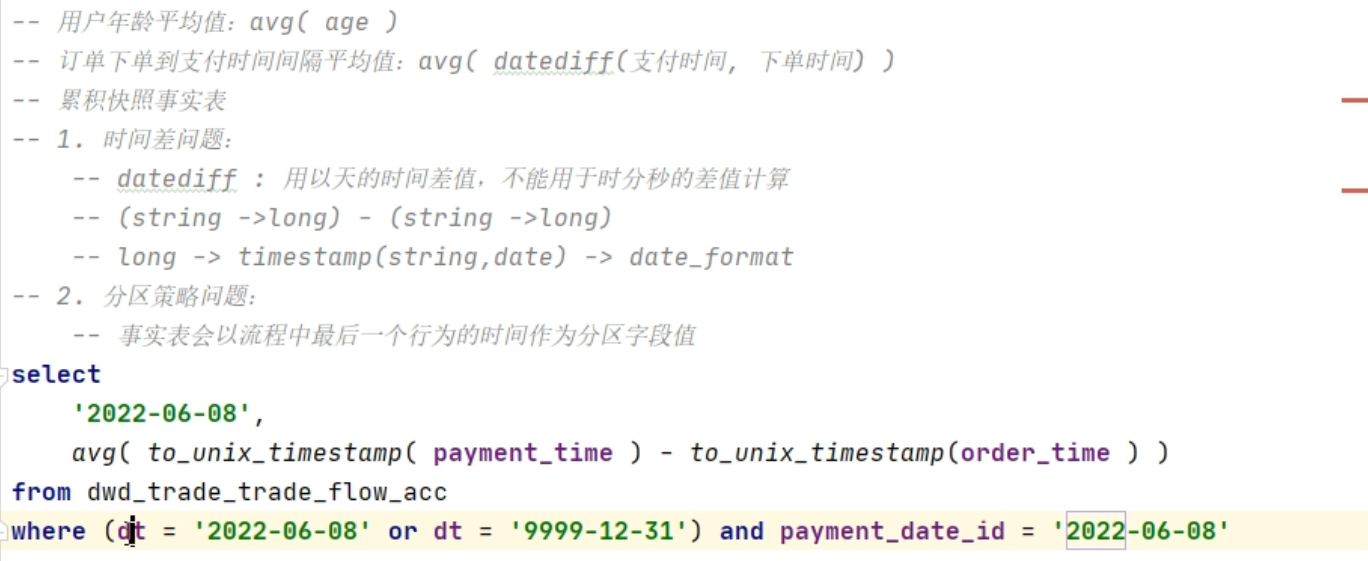 -- 用户年龄平均值：avg( age )
-- 订单下单到支付时间间隔平均值：avg( datediff(支付时间, 下单时间) )
-- 累积快照事实表
-- 1. 时间差问题：
-- datediff : 用以天的时间差值，不能用于时分秒的差值计算
-- (string ->long) - (string ->long)
-- long -> timestamp(string,date) -> date_format
-- 2. 分区策略问题：
-- 事实表会以流程中最后一个行为的时间作为分区字段值
select
'2022-06-08',
avg( to_unix_timestamp( payment_time ) - to_unix_timestamp(order_time ) )
from dwd_trade_trade_flow_acc
where (dt = '2022-06-08' or dt = '9999-12-31') and payment_date_id = '2022-06-08'